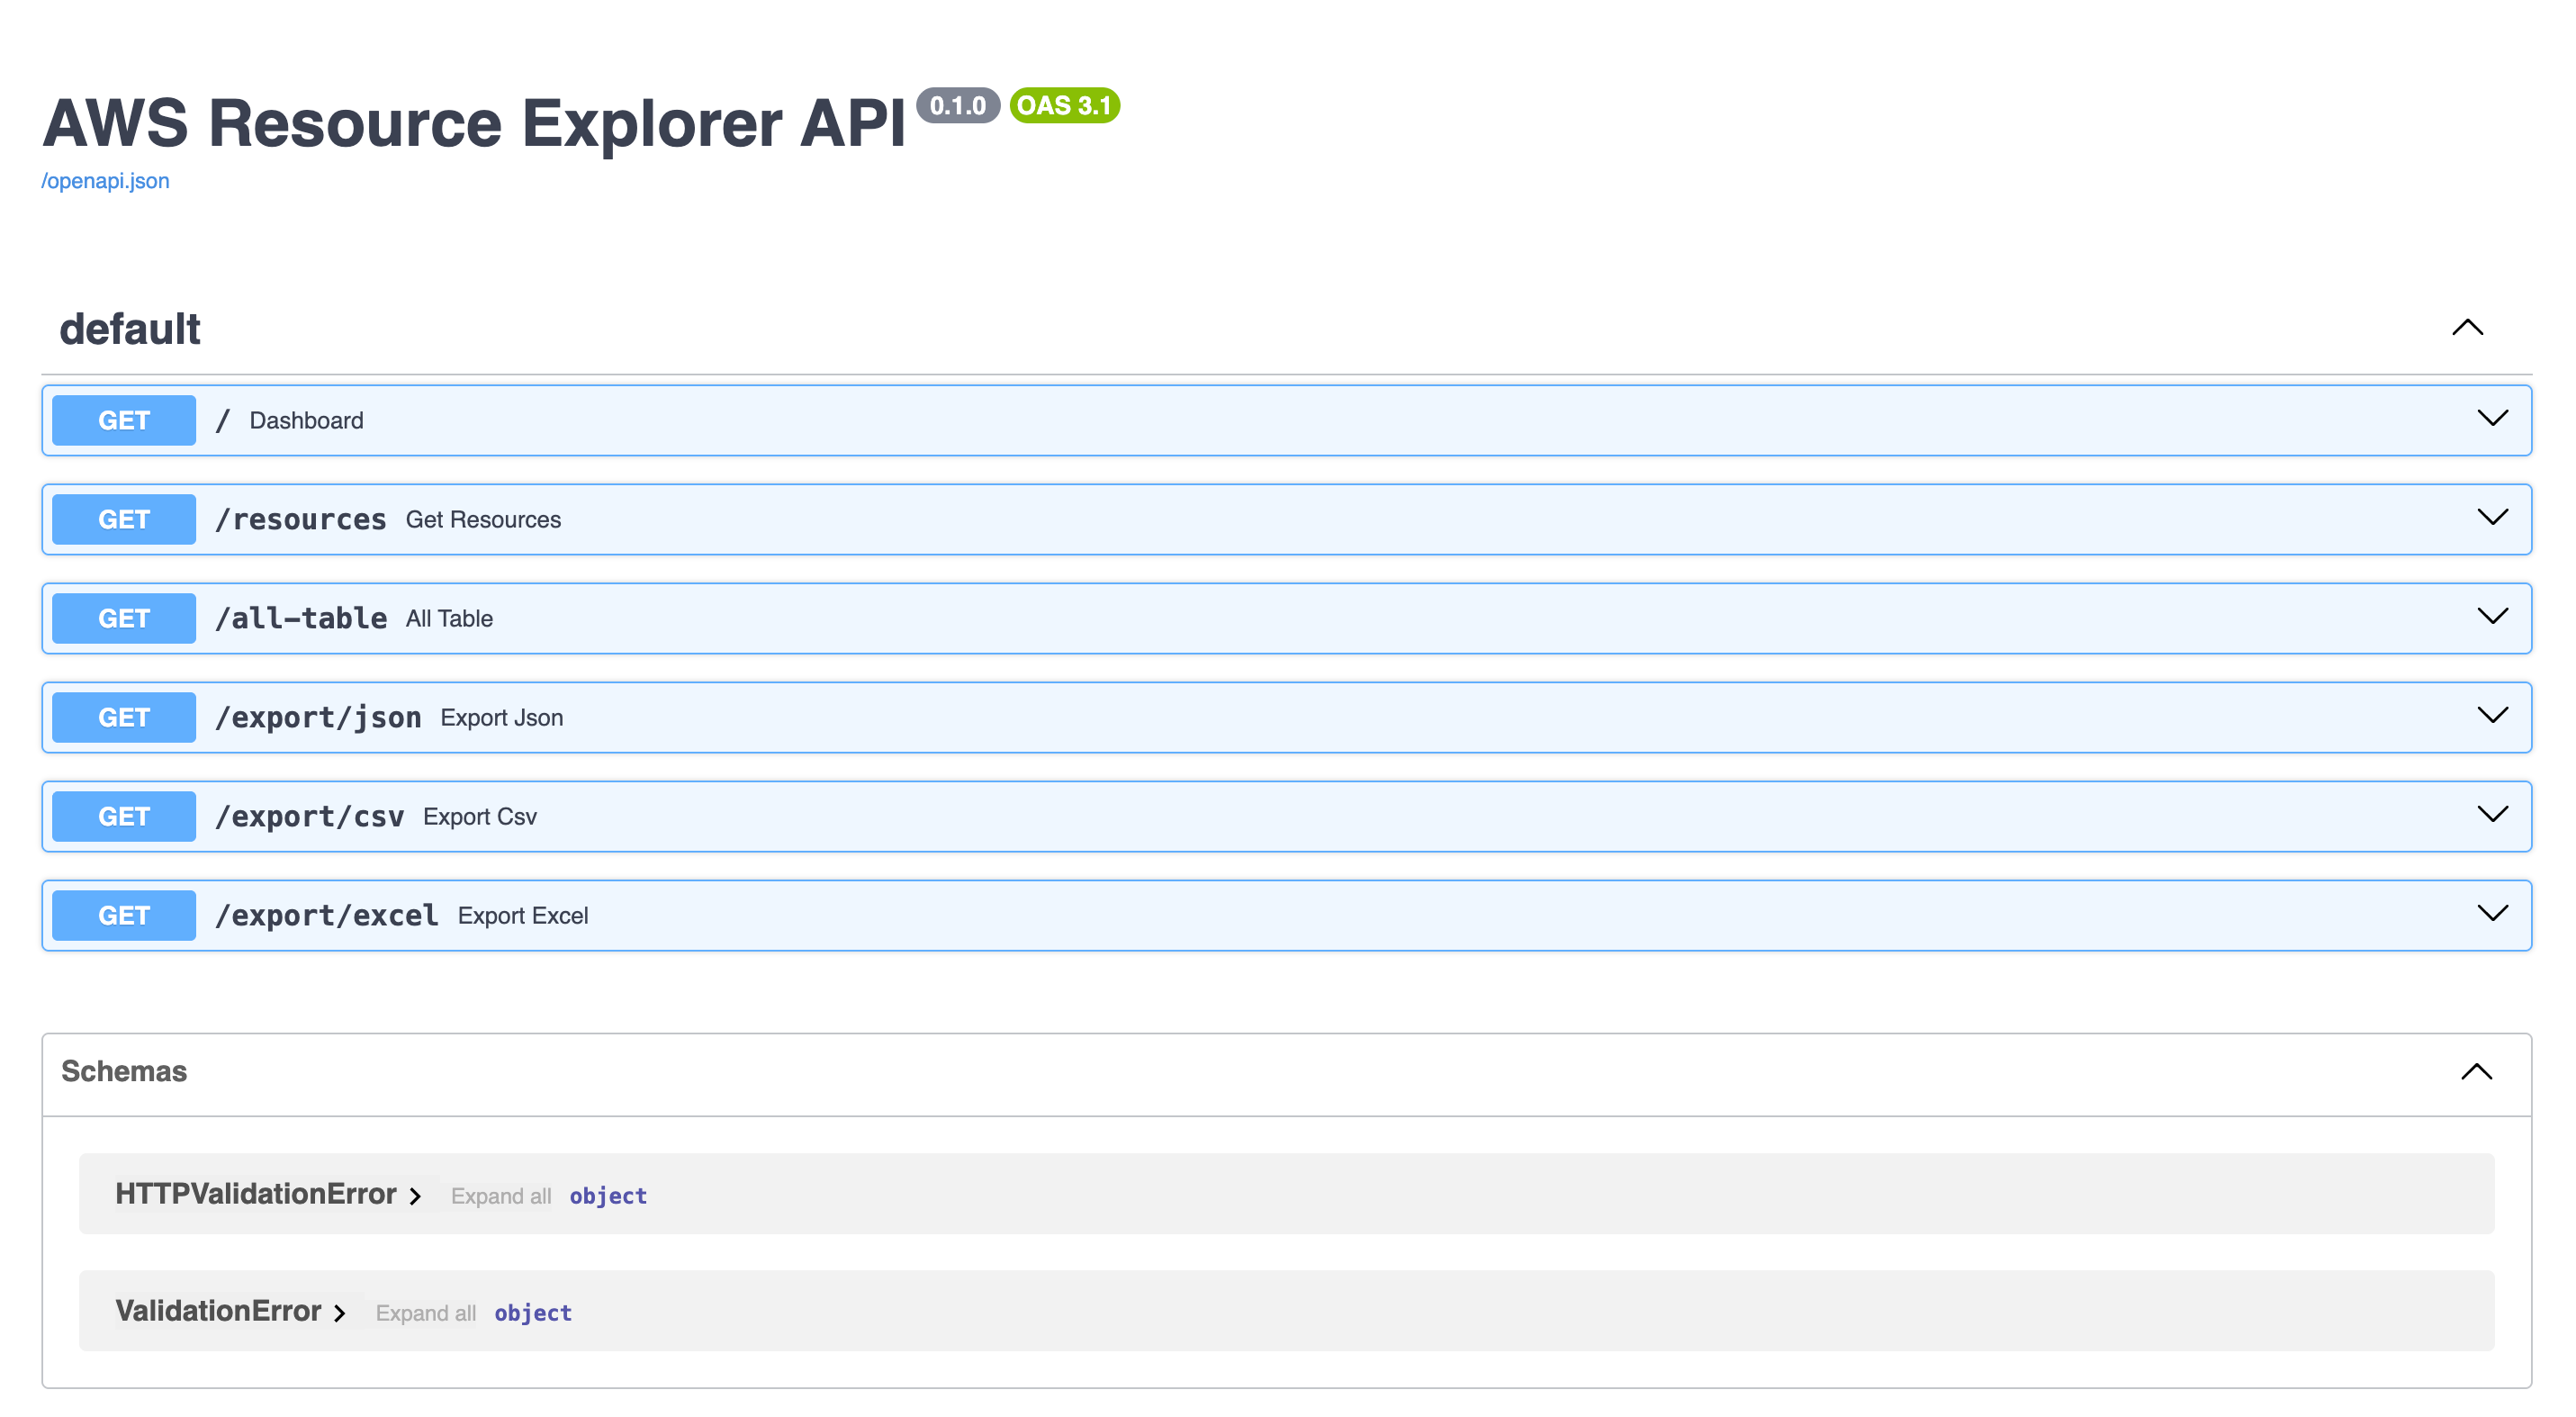 AWS Resource Explorer API 0.1.0 OAS 3.1
/openapi.json
default
GET / Dashboard
GET /resources Get Resources
GET /all-table All Table
GET /export/json Export Json
GET /export/csv Export Csv
GET /export/excel Export Excel
Schemas
HTTPValidationError Expand all object
ValidationError Expand all object